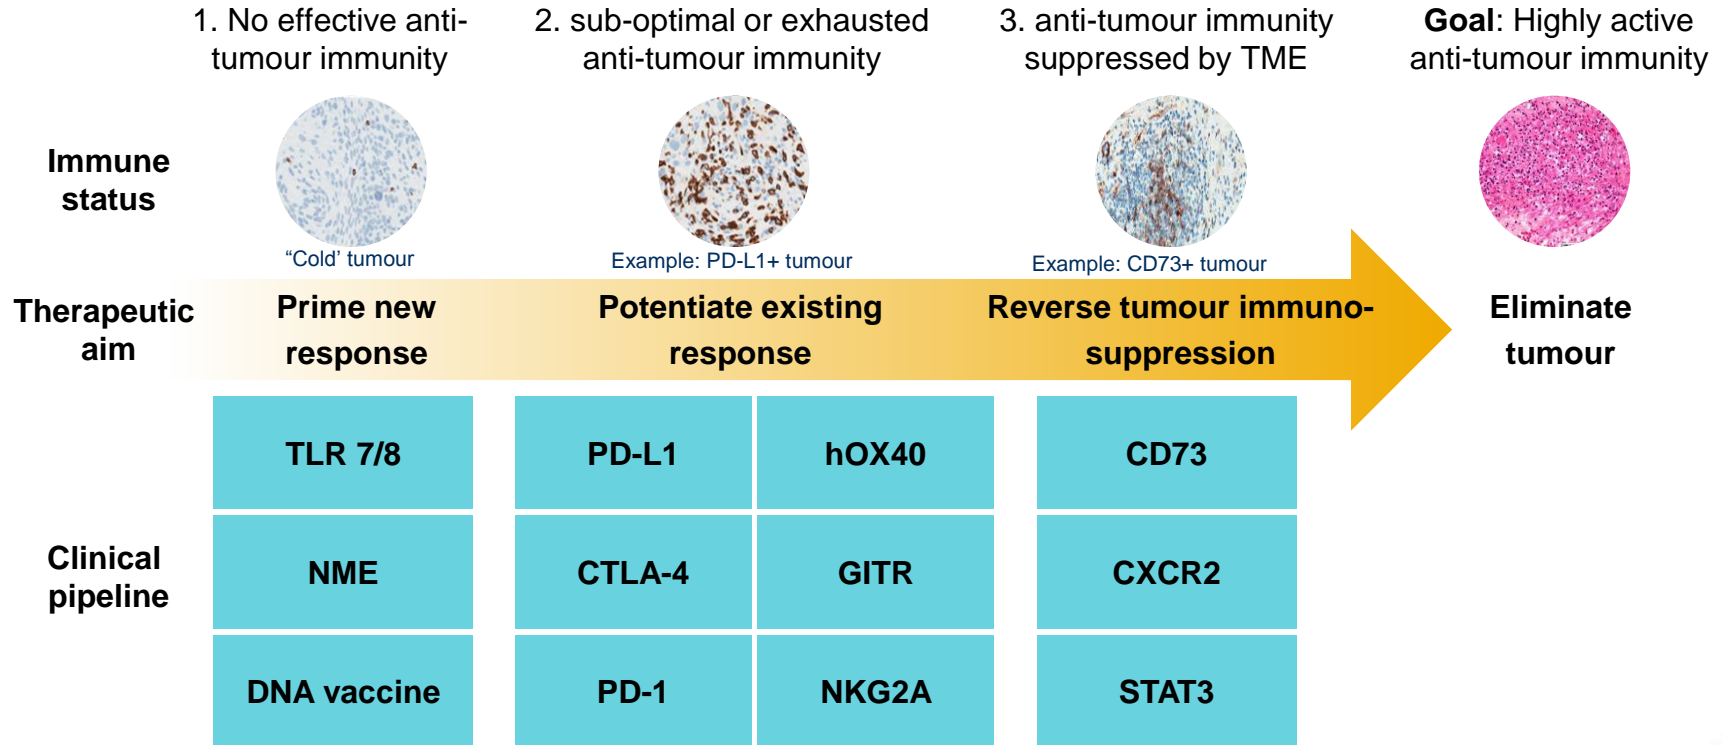 1. No effective anti-
tumour immunity
2. sub-optimal or exhausted
anti-tumour immunity
3. anti-tumour immunity
suppressed by TME
Goal: Highly active
anti-tumour immunity
Immune
status
“Cold’ tumour
Example: PD-L1+ tumour
Example: CD73+ tumour
Therapeutic
aim
Prime new
response
Potentiate existing
response
Reverse tumour immuno-
suppression
Eliminate
tumour
Clinical
pipeline
TLR 7/8
PD-L1
hOX40
CD73
NME
CTLA-4
GITR
CXCR2
DNA vaccine
PD-1
NKG2A
STAT3